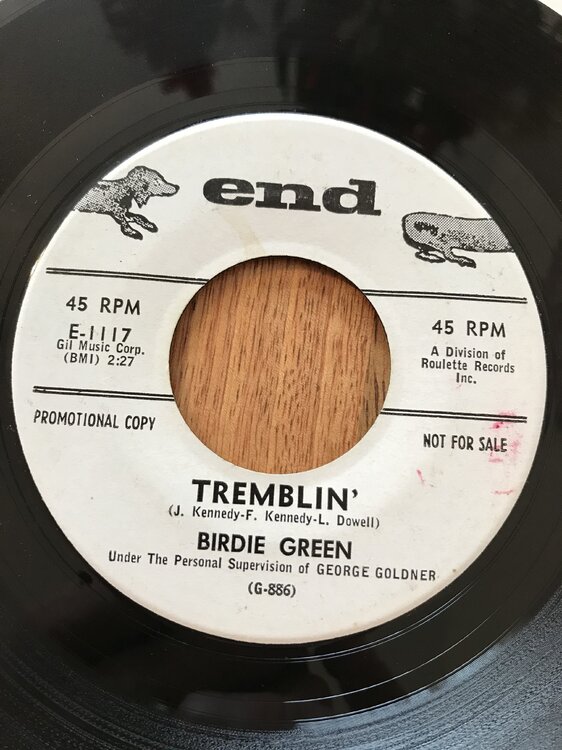 end
45 RPM
E-1117
Gil Music Corp.
(BMI) 2:27
45 RPM
A Division of
Roulette Records
Inc.
PROMOTIONAL COPY
NOT FOR SALE
TREMBLIN'
(J. Kennedy-F. Kennedy-L. Dowell)
BIRDIE GREEN
Under The Personal Supervision of GEORGE GOLDNER
(G-886)